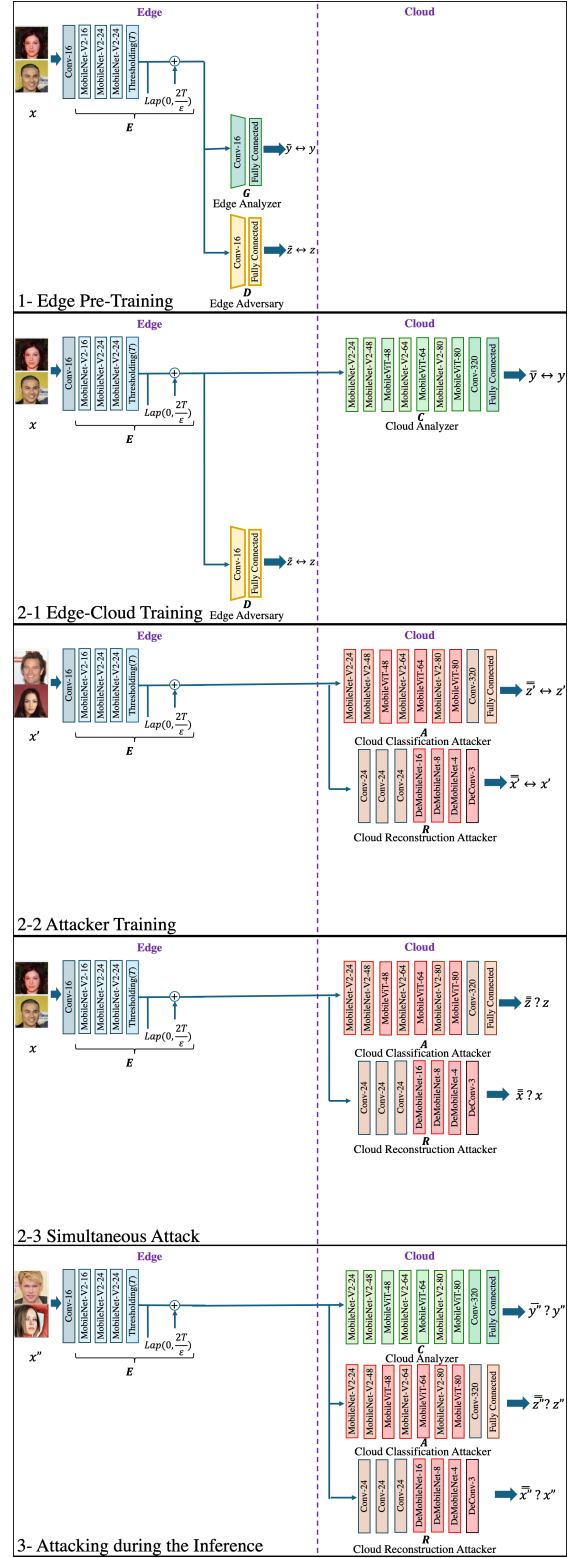 Edge
Cloud
Conv-16
MobileNet-V2-16
MobileNet-V2-24
MobileNet-V2-24
Thresholding(T)
Lap(0, 2T/ε)
x
E
Conv-16
Fully Connected
ỹ ↔ y
G
Edge Analyzer
Conv-16
Fully Connected
z̃ ↔ z
D
Edge Adversary
1- Edge Pre-Training
Edge
Cloud
Conv-16
MobileNet-V2-16
MobileNet-V2-24
MobileNet-V2-24
Thresholding(T)
Lap(0, 2T/ε)
x
E
MobileNet-V2-24
MobileNet-V2-48
MobileViT-48
MobileNet-V2-64
MobileViT-64
MobileNet-V2-80
MobileViT-80
Conv-320
Fully Connected
ȳ ↔ y
C
Cloud Analyzer
Conv-16
Fully Connected
z̃ ↔ z
D
Edge Adversary
2-1 Edge-Cloud Training
Edge
Cloud
Conv-16
MobileNet-V2-16
MobileNet-V2-24
MobileNet-V2-24
Thresholding(T)
Lap(0, 2T/ε)
x'
E
MobileNet-V2-24
MobileNet-V2-48
MobileViT-48
MobileNet-V2-64
MobileViT-64
MobileNet-V2-80
MobileViT-80
Conv-320
Fully Connected
z̿' ↔ z'
A
Cloud Classification Attacker
Conv-24
Conv-24
Conv-24
DeMobileNet-16
DeMobileNet-8
DeMobileNet-4
DeConv-3
x̿' ↔ x'
R
Cloud Reconstruction Attacker
2-2 Attacker Training
Edge
Cloud
Conv-16
MobileNet-V2-16
MobileNet-V2-24
MobileNet-V2-24
Thresholding(T)
Lap(0, 2T/ε)
x
E
MobileNet-V2-24
MobileNet-V2-48
MobileViT-48
MobileNet-V2-64
MobileViT-64
MobileNet-V2-80
MobileViT-80
Conv-320
Fully Connected
z̿ ? z
A
Cloud Classification Attacker
Conv-24
Conv-24
Conv-24
DeMobileNet-16
DeMobileNet-8
DeMobileNet-4
DeConv-3
x̿ ? x
R
Cloud Reconstruction Attacker
2-3 Simultaneous Attack
Edge
Cloud
Conv-16
MobileNet-V2-16
MobileNet-V2-24
MobileNet-V2-24
Thresholding(T)
Lap(0, 2T/ε)
x"
E
MobileNet-V2-24
MobileNet-V2-48
MobileViT-48
MobileNet-V2-64
MobileViT-64
MobileNet-V2-80
MobileViT-80
Conv-320
Fully Connected
ȳ" ? y"
C
Cloud Analyzer
MobileNet-V2-24
MobileNet-V2-48
MobileViT-48
MobileNet-V2-64
MobileViT-64
MobileNet-V2-80
MobileViT-80
Conv-320
Fully Connected
z̿" ? z"
A
Cloud Classification Attacker
Conv-24
Conv-24
Conv-24
DeMobileNet-16
DeMobileNet-8
DeMobileNet-4
DeConv-3
x̿" ? x"
R
Cloud Reconstruction Attacker
3- Attacking during the Inference